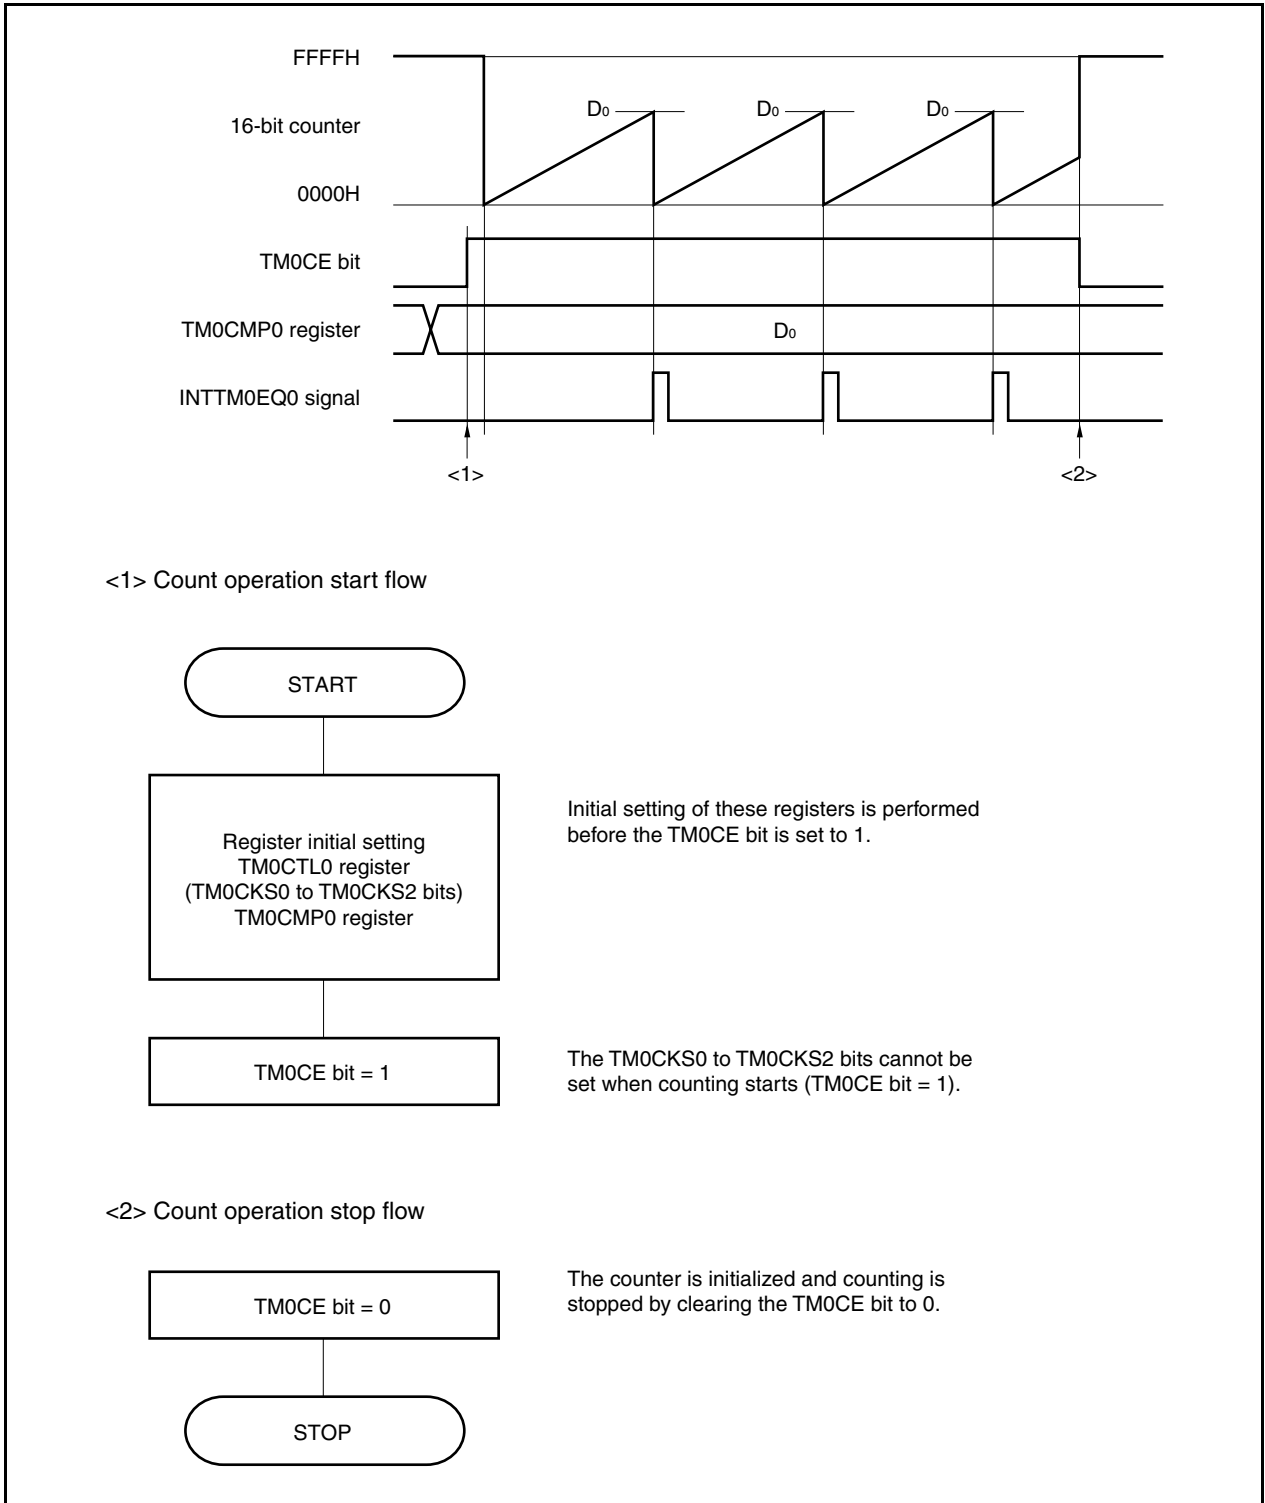 FFFFH
D0 D0 D0
16-bit counter
0000H
TM0CE bit
TM0CMP0 register D0
INTTM0EQ0 signal
<1> <2>
<1> Count operation start flow
START
Register initial setting
TM0CTL0 register
(TM0CKS0 to TM0CKS2 bits)
TM0CMP0 register
Initial setting of these registers is performed
before the TM0CE bit is set to 1.
TM0CE bit = 1
The TM0CKS0 to TM0CKS2 bits cannot be
set when counting starts (TM0CE bit = 1).
<2> Count operation stop flow
TM0CE bit = 0
The counter is initialized and counting is
stopped by clearing the TM0CE bit to 0.
STOP